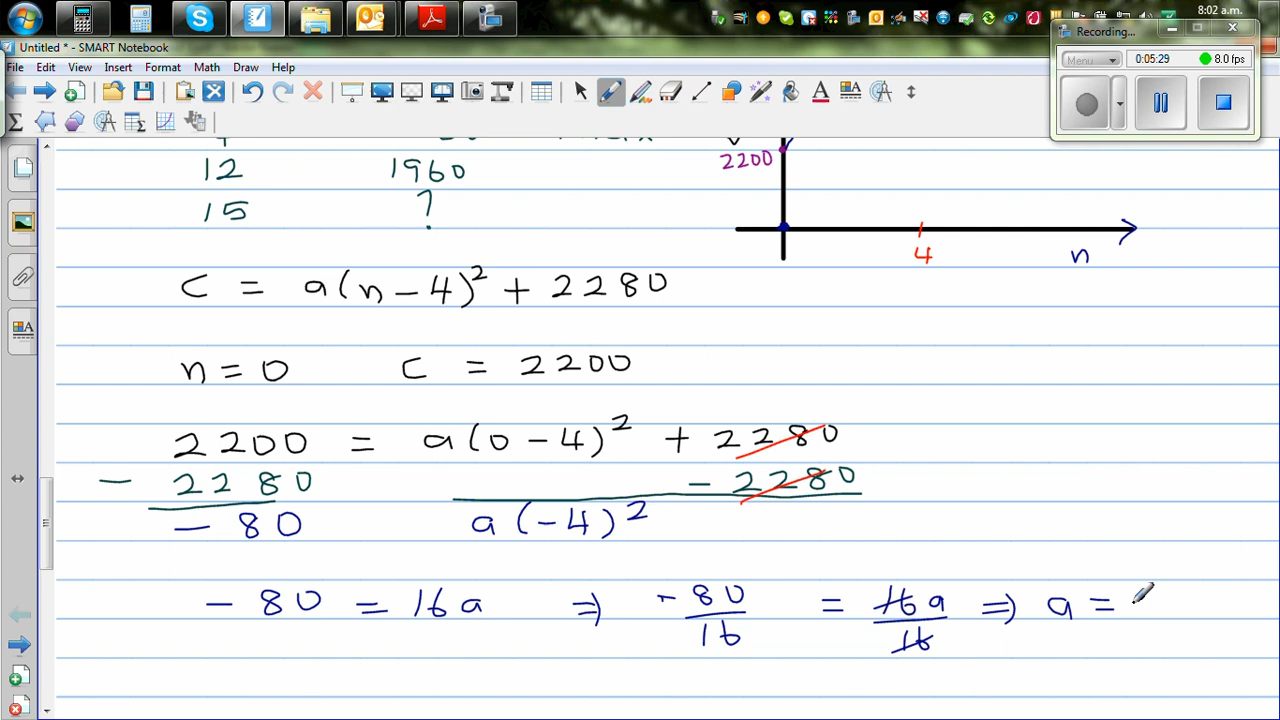 8:02 a.m.
Untitled * - SMART Notebook
Recording...
File Edit View Insert Format Math Draw Help
Menu 0:05:29 8.0 fps
2200
12 1960
15 ?
4 n
C = a(n - 4)² + 2280
n = 0 C = 2200
2200 = a(0 - 4)² + 2280
- 2280 - 2280
- 80 a(-4)²
- 80 = 16a ⇒ -80/16 = 16a/16 ⇒ a =